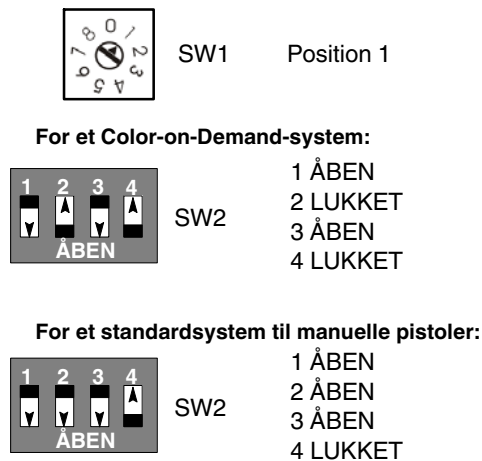 0 1 2 3 4 5 6 7 8
SW1 Position 1
For et Color-on-Demand-system:
1 2 3 4
ÅBEN
SW2
1 ÅBEN
2 LUKKET
3 ÅBEN
4 LUKKET
For et standardsystem til manuelle pistoler:
1 2 3 4
ÅBEN
SW2
1 ÅBEN
2 ÅBEN
3 ÅBEN
4 LUKKET